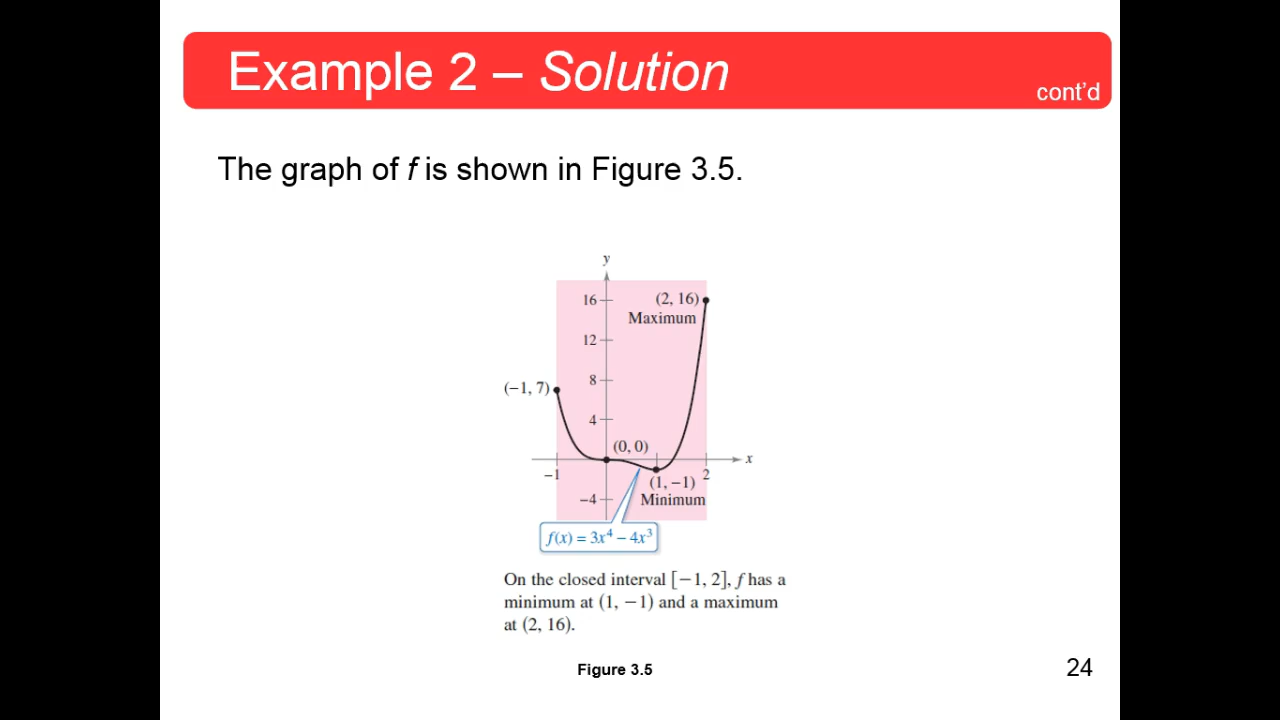 Example 2 – Solution
cont'd
The graph of f is shown in Figure 3.5.
y
16
(2, 16)
Maximum
12
8
(−1, 7)
4
(0, 0)
x
−1
2
(1, −1)
−4
Minimum
f(x) = 3x⁴ − 4x³
On the closed interval [−1, 2], f has a
minimum at (1, −1) and a maximum
at (2, 16).
Figure 3.5
24